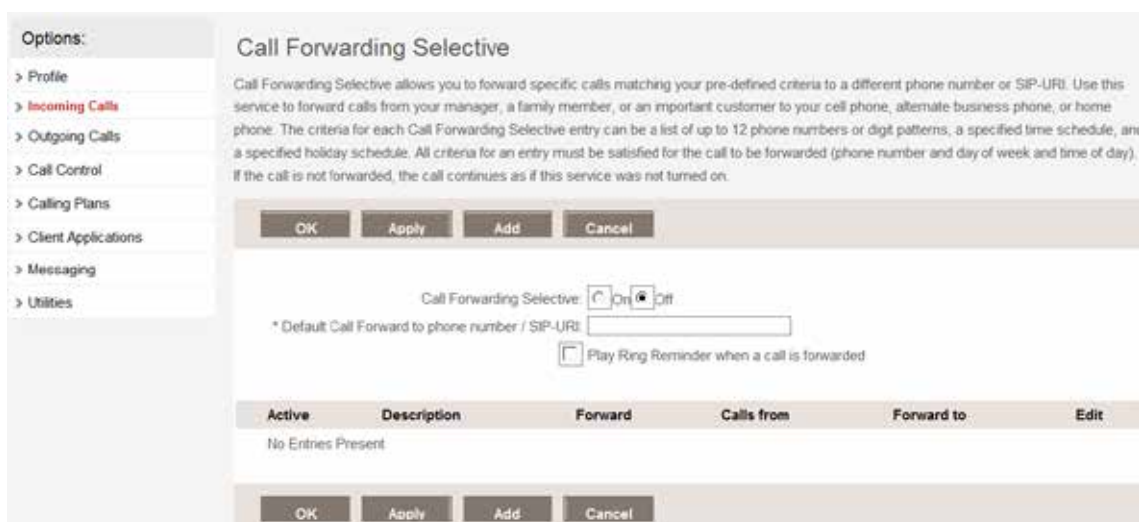 Options:
> Profile
> Incoming Calls
> Outgoing Calls
> Call Control
> Calling Plans
> Client Applications
> Messaging
> Utilities
Call Forwarding Selective
Call Forwarding Selective allows you to forward specific calls matching your pre-defined criteria to a different phone number or SIP-URI. Use this
service to forward calls from your manager, a family member, or an important customer to your cell phone, alternate business phone, or home
phone. The criteria for each Call Forwarding Selective entry can be a list of up to 12 phone numbers or digit patterns, a specified time schedule, and
a specified holiday schedule. All criteria for an entry must be satisfied for the call to be forwarded (phone number and day of week and time of day).
If the call is not forwarded, the call continues as if this service was not turned on.
OK Apply Add Cancel
Call Forwarding Selective: On Off
* Default Call Forward to phone number / SIP-URI:
Play Ring Reminder when a call is forwarded
Active Description Forward Calls from Forward to Edit
No Entries Present
OK Apply Add Cancel